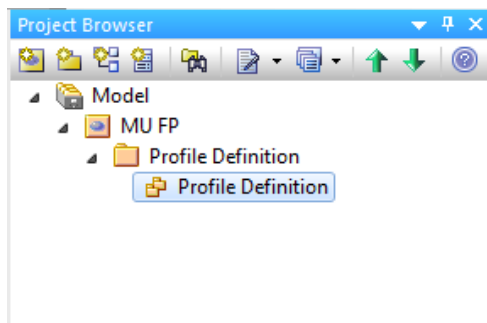 Project Browser
Model
MU FP
Profile Definition
Profile Definition